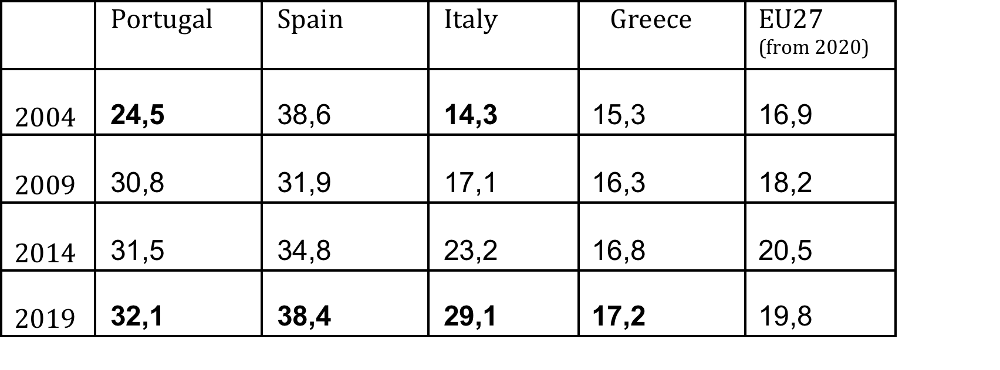 Portugal Spain Italy Greece EU27
(from 2020)
2004 24,5 38,6 14,3 15,3 16,9
2009 30,8 31,9 17,1 16,3 18,2
2014 31,5 34,8 23,2 16,8 20,5
2019 32,1 38,4 29,1 17,2 19,8